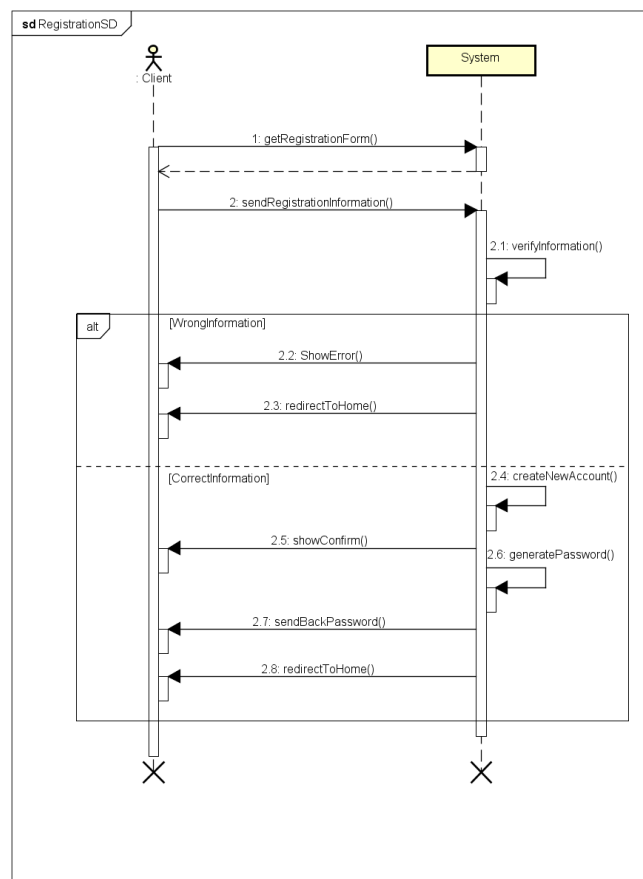 sd RegistrationSD
: Client
System
1: getRegistrationForm()
2: sendRegistrationInformation()
2.1: verifyInformation()
alt
[WrongInformation]
2.2: ShowError()
2.3: redirectToHome()
[CorrectInformation]
2.4: createNewAccount()
2.5: showConfirm()
2.6: generatePassword()
2.7: sendBackPassword()
2.8: redirectToHome()